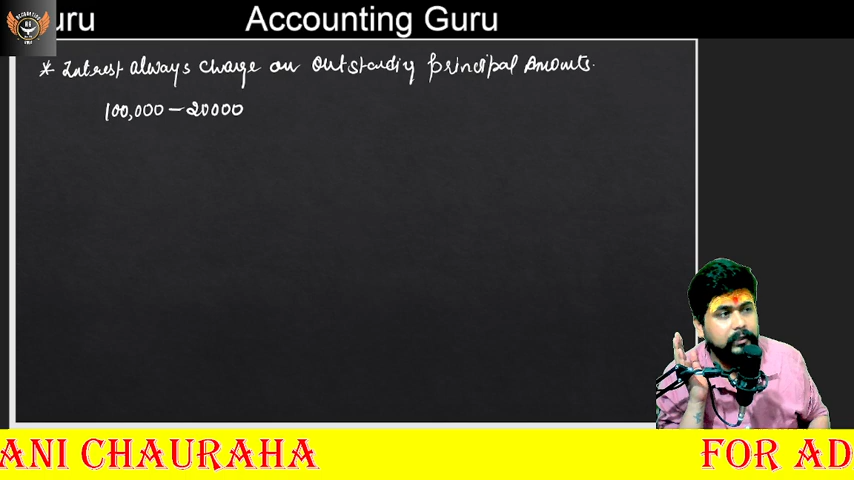 uru
Accounting Guru
* Interest always charge on outstanding principal Amounts.
100,000 – 20000
ANI CHAURAHA
FOR AD